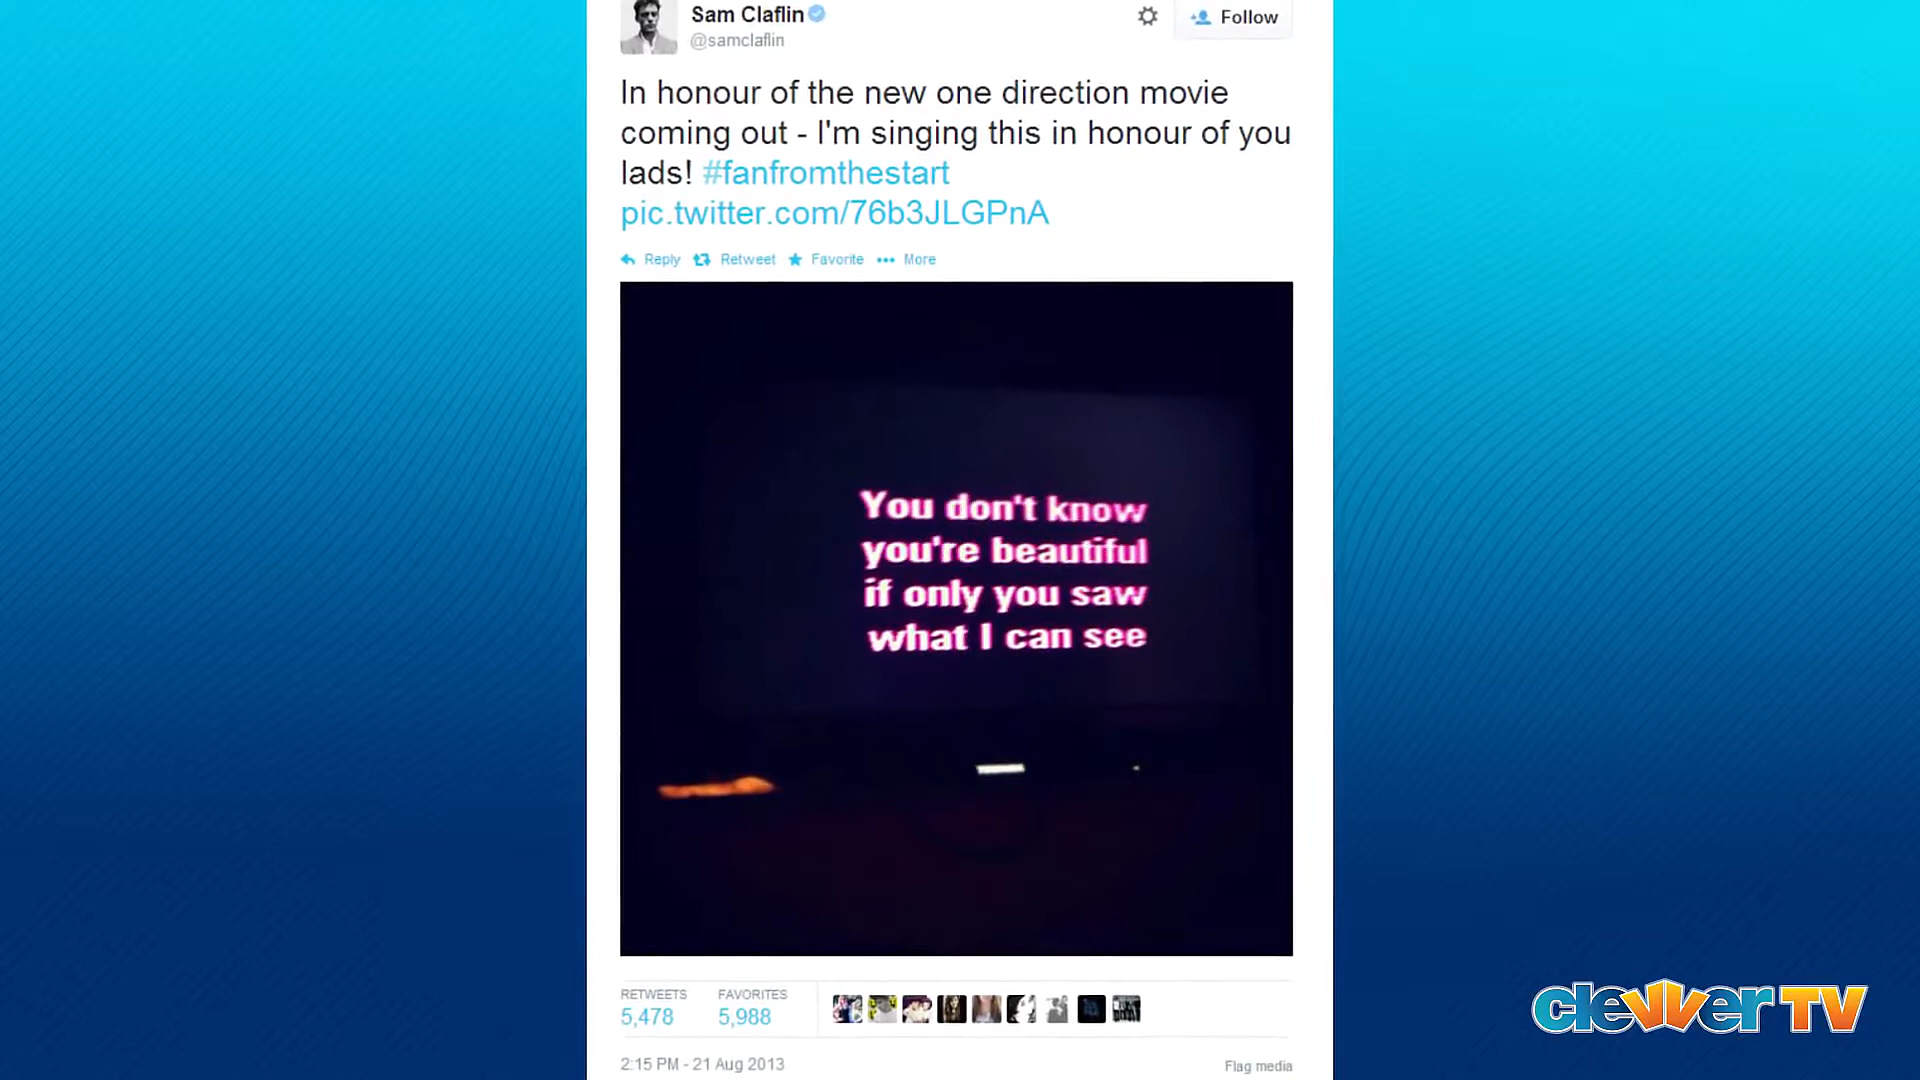 Sam Claflin
Follow
@samclaflin
In honour of the new one direction movie
coming out - I'm singing this in honour of you
lads! #fanfromthestart
pic.twitter.com/76b3JLGPnA
Reply Retweet Favorite More
You don't know
you're beautiful
if only you saw
what I can see
RETWEETS FAVORITES
5,478 5,988
2:15 PM - 21 Aug 2013
Flag media
clevver TV